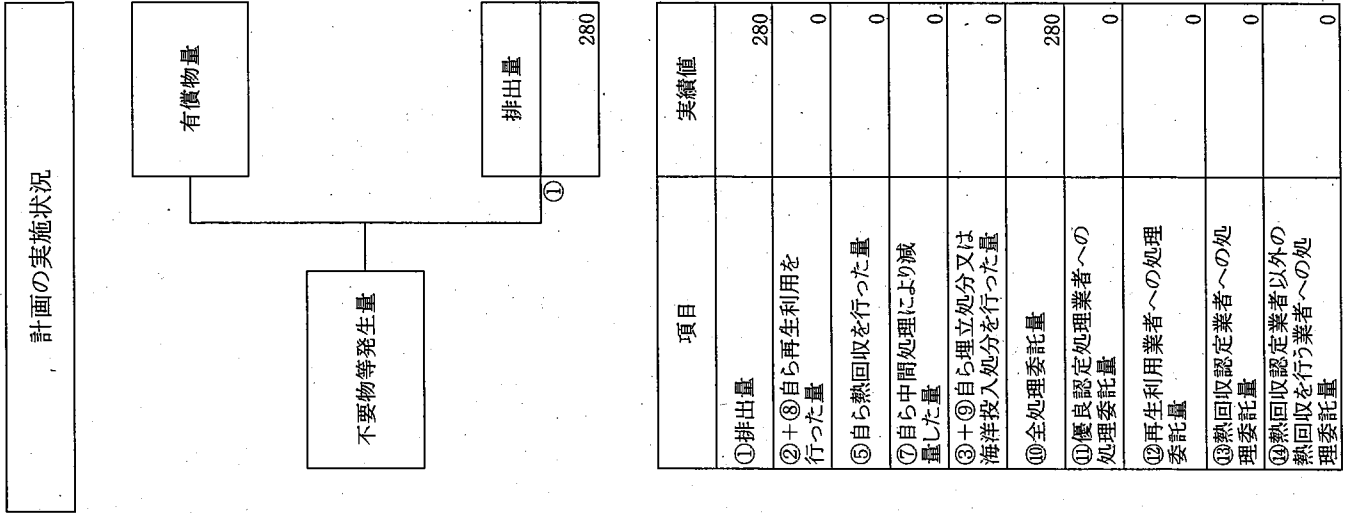 計画の実施状況
有償物量
不要物等発生量
排出量
①
280
項目
実績値
①排出量
280
②+⑧自ら再生利用を
行った量
0
⑤自ら熱回収を行った量
0
⑦自ら中間処理により減
量した量
0
③+⑨自ら埋立処分又は
海洋投入処分を行った量
0
⑩全処理委託量
280
⑪優良認定処理業者への
処理委託量
0
⑫再生利用業者への処理
委託量
0
⑬熱回収認定業者への処
理委託量
0
⑭熱回収認定業者以外の
熱回収を行う業者への処
理委託量
0